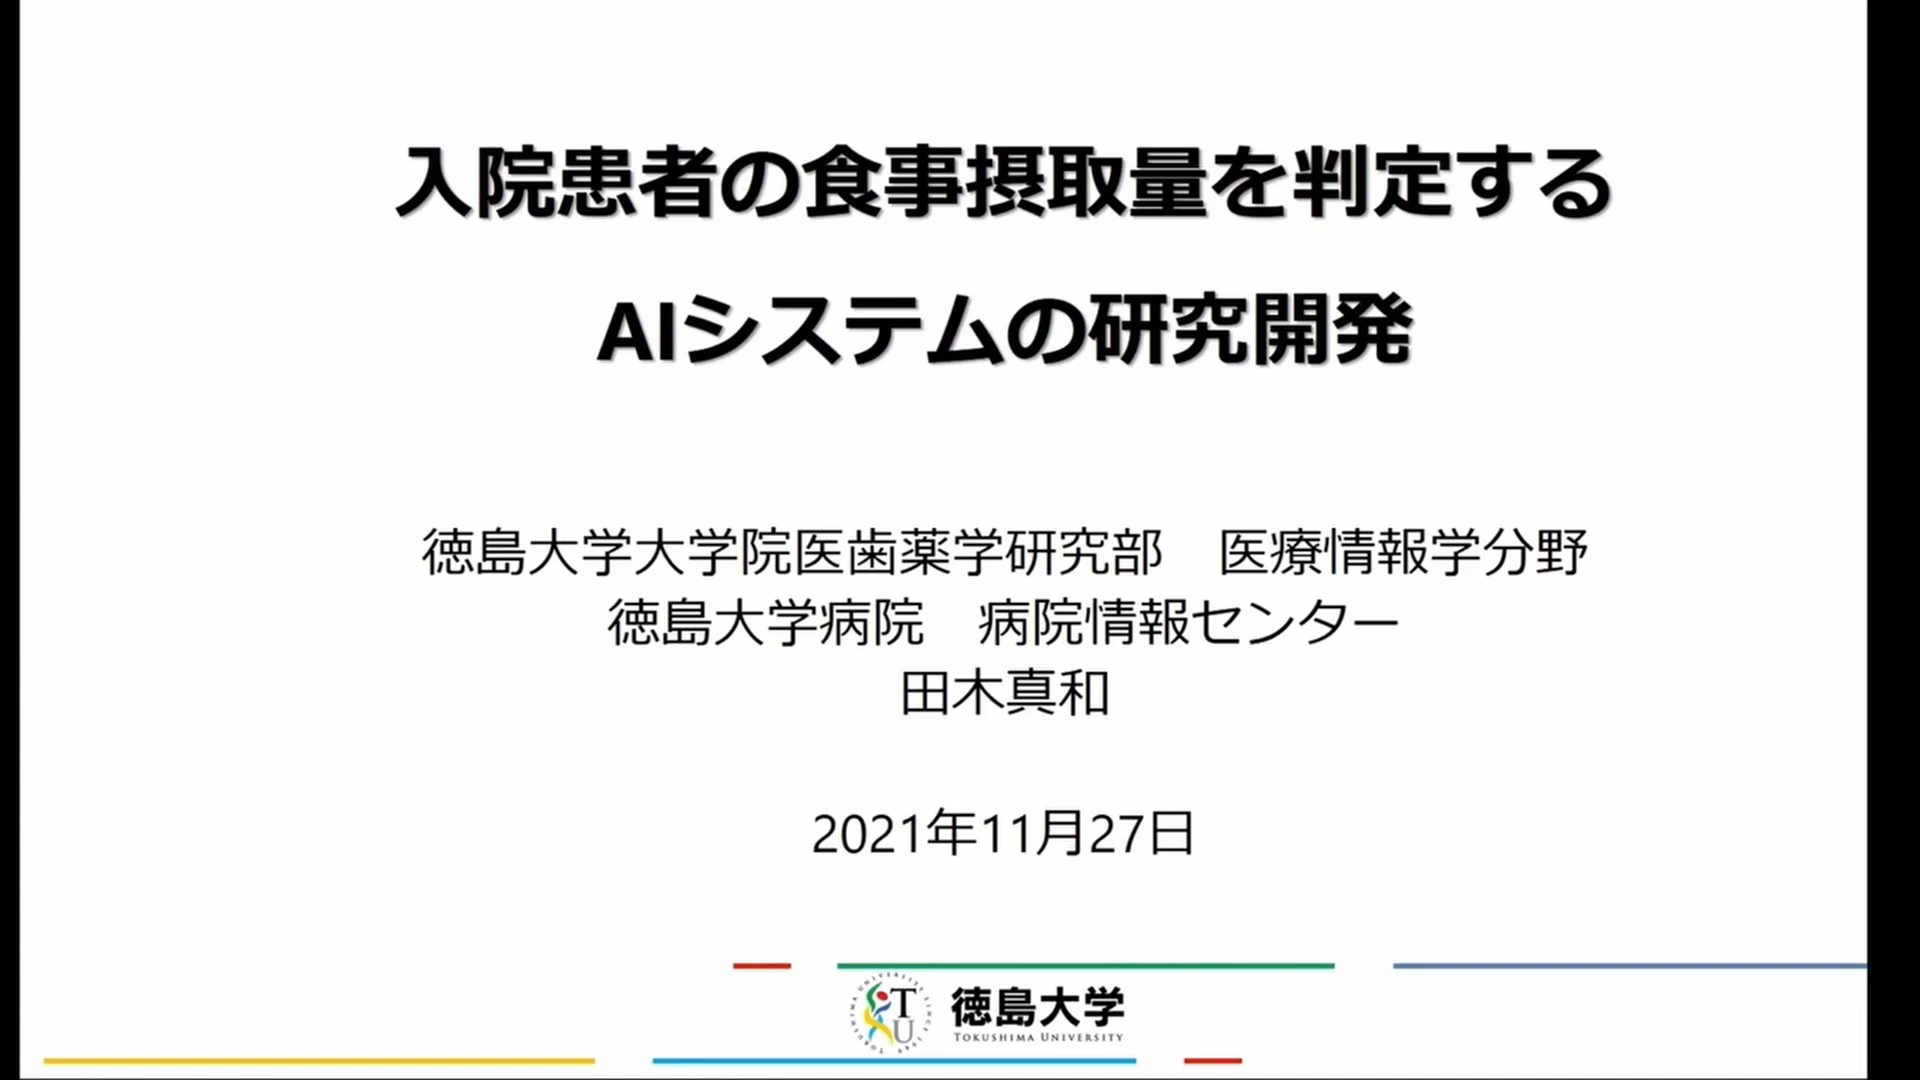 入院患者の食事摂取量を判定する
AIシステムの研究開発
徳島大学大学院医歯薬学研究部　医療情報学分野
徳島大学病院　病院情報センター
田木真和
2021年11月27日
TU
徳島大学
TOKUSHIMA UNIVERSITY